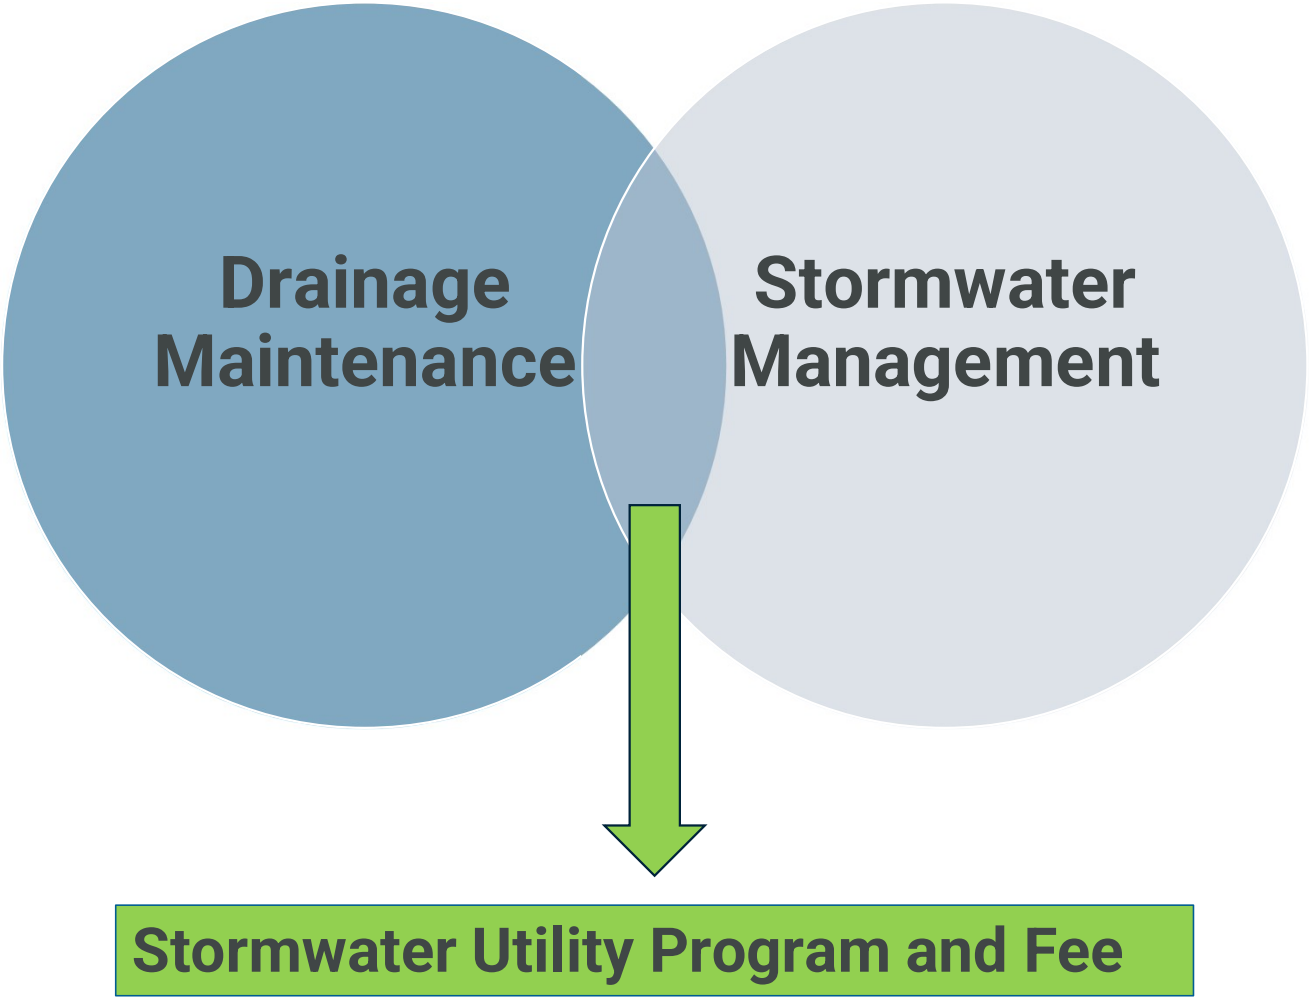 Drainage
Maintenance
Stormwater
Management
Stormwater Utility Program and Fee